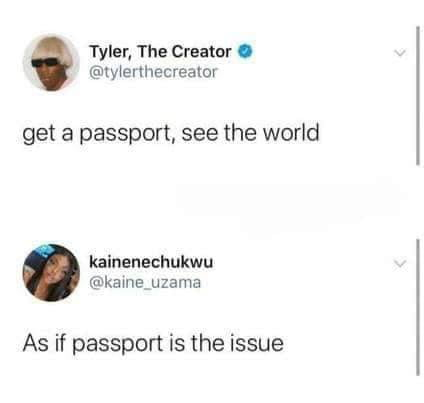 Tyler, The Creator
@tylerthecreator
get a passport, see the world
kainenechukwu
@kaine_uzama
As if passport is the issue